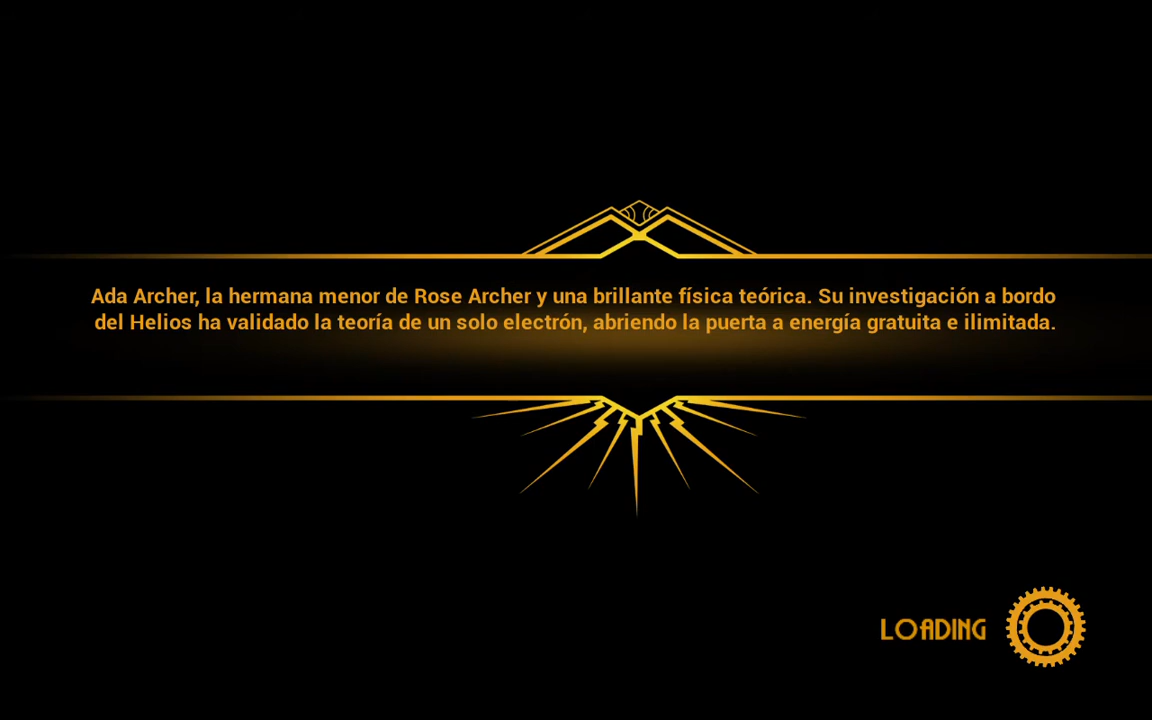 Ada Archer, la hermana menor de Rose Archer y una brillante física teórica. Su investigación a bordo
del Helios ha validado la teoría de un solo electrón, abriendo la puerta a energía gratuita e ilimitada.
LOADING